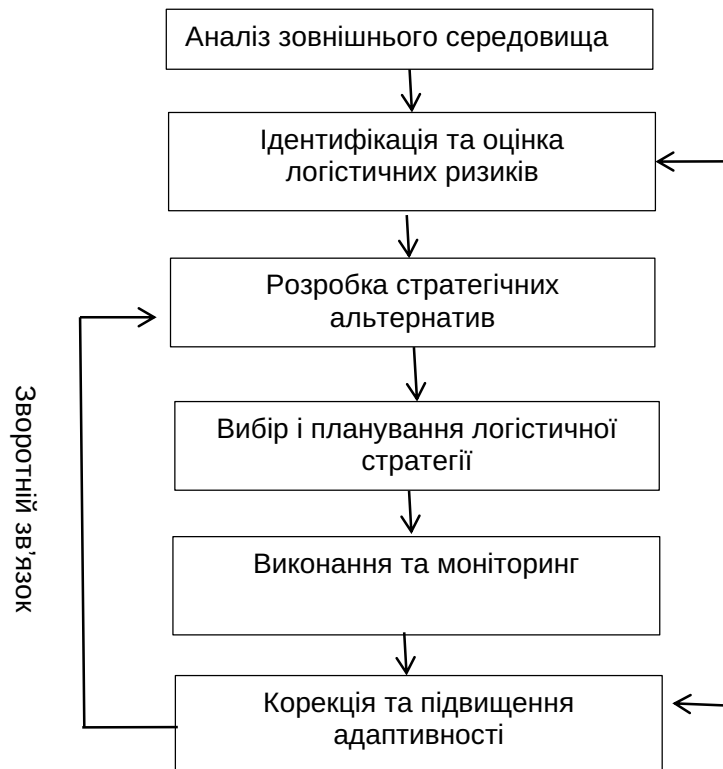 Аналіз зовнішнього середовища
Ідентифікація та оцінка
логістичних ризиків
Розробка стратегічних
альтернатив
Вибір і планування логістичної
стратегії
Виконання та моніторинг
Корекція та підвищення
адаптивності
Зворотній зв’язок